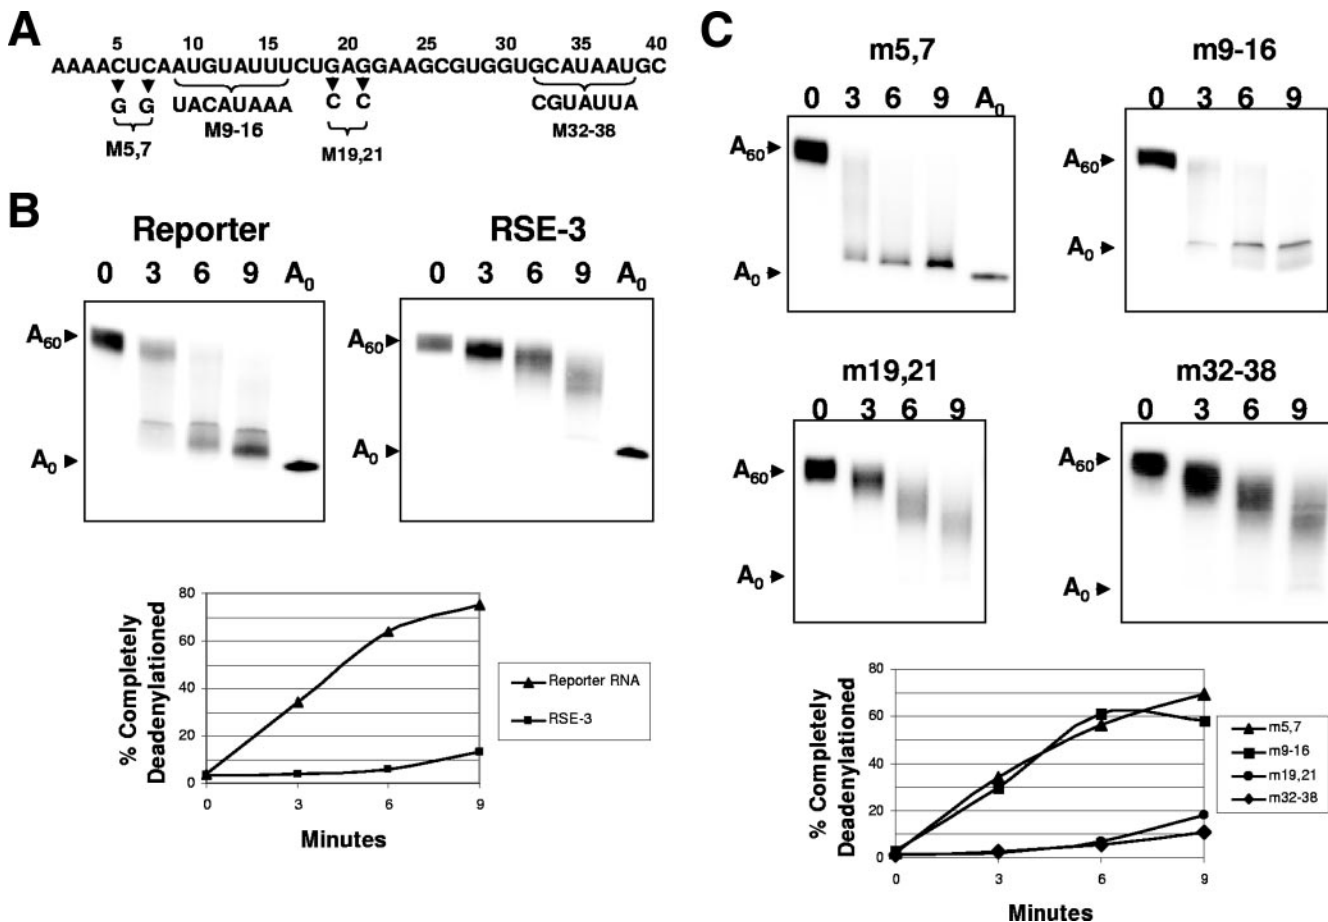 A
5 10 15 20 25 30 35 40
AAAACUCAAUGUAUUUCUGAGGAAGCGUGGUGCAUAAUGC
G G UACAUAAA C C CGUAUUA
M5,7 M9-16 M19,21 M32-38
B
Reporter
0 3 6 9 A0
A60
A0
RSE-3
0 3 6 9 A0
A60
A0
% Completely
Deadenylationed
80
60
40
20
0
0 3 6 9
Minutes
Reporter RNA
RSE-3
C
m5,7
0 3 6 9 A0
A60
A0
m9-16
0 3 6 9
A60
A0
m19,21
0 3 6 9
A60
A0
m32-38
0 3 6 9
A60
A0
% Completely
Deadenylationed
80
60
40
20
0
0 3 6 9
Minutes
m5,7
m9-16
m19,21
m32-38